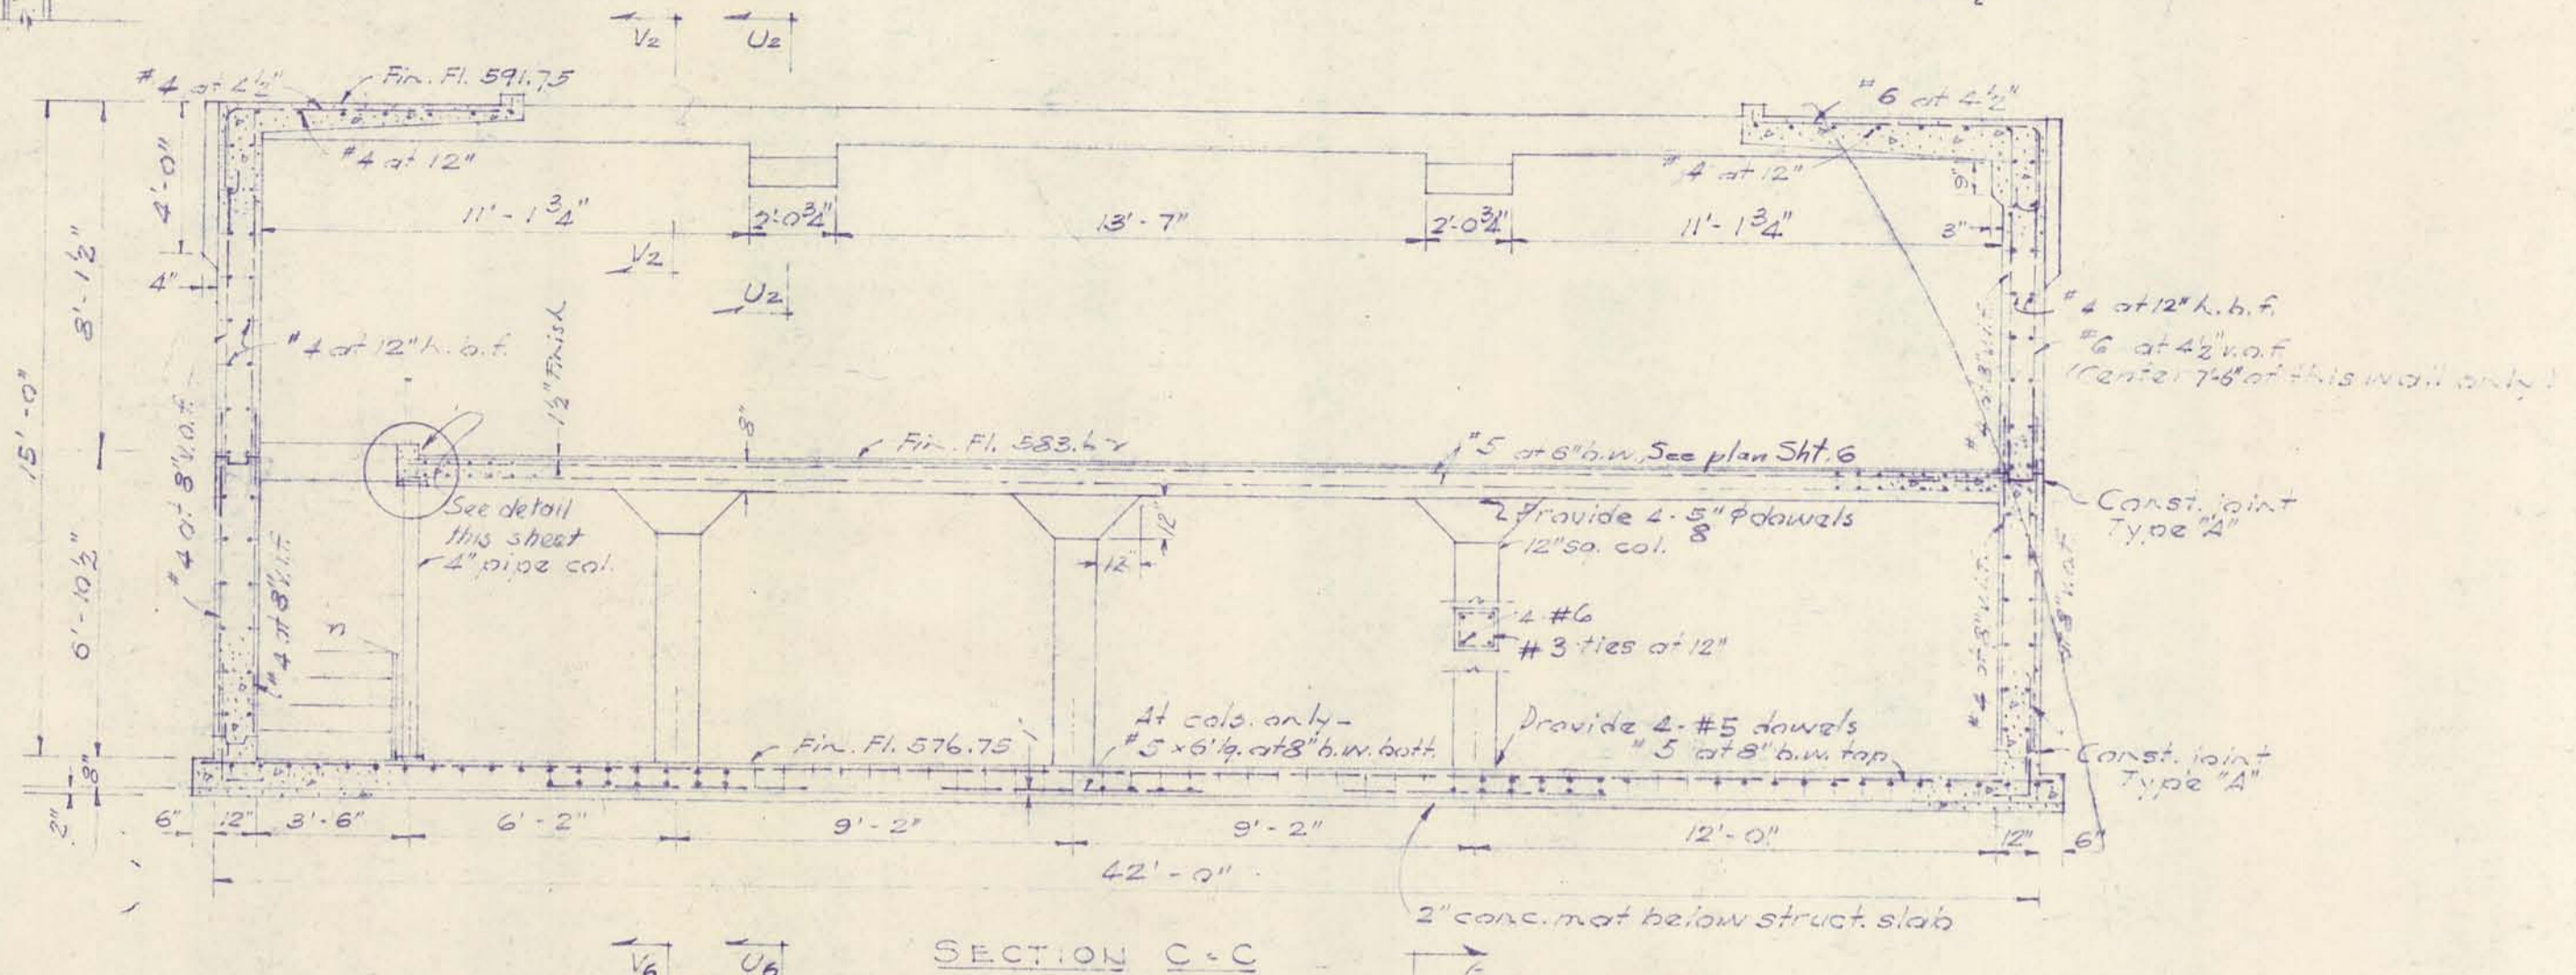 V2
U2
#4 at 4½"
Fin. Fl. 591.75
#6 at 4½"
#4 at 12"
#4 at 12"
4'-0"
9"
11'-1¾"
2'-0¾"
13'-7"
2'-0¾"
11'-1¾"
3"
V2
U2
4"
8'-1½"
15'-0"
#4 at 12" h.b.f.
1½" Finish
#4 at 12" h.b.f.
#6 at 4½" v.o.f.
(Center 7'-6" of this wall only)
8"
Fin. Fl. 583.62
#5 at 6" b.w. See plan Sht. 6
See detail
this sheet
4" pipe col.
12"
12"
Provide 4-⅝" φ dowels
12" sq. col.
Const. joint
Type "A"
#4 at 8" v.o.f.
#4 at 8" v.i.f.
6'-10½"
n
4 #6
#3 ties at 12"
#4 at 8" v.i.f.
Fin. Fl. 576.75
At cols. only-
#5 x 6' lg. at 8" b.w. bott.
Provide 4-#5 dowels
#5 at 8" b.w. top
Const. joint
Type "A"
8"
2"
6"
12"
3'-6"
6'-2"
9'-2"
9'-2"
12'-0"
12"
6"
42'-0"
2" conc. mat below struct. slab
V6
U6
SECTION C-C